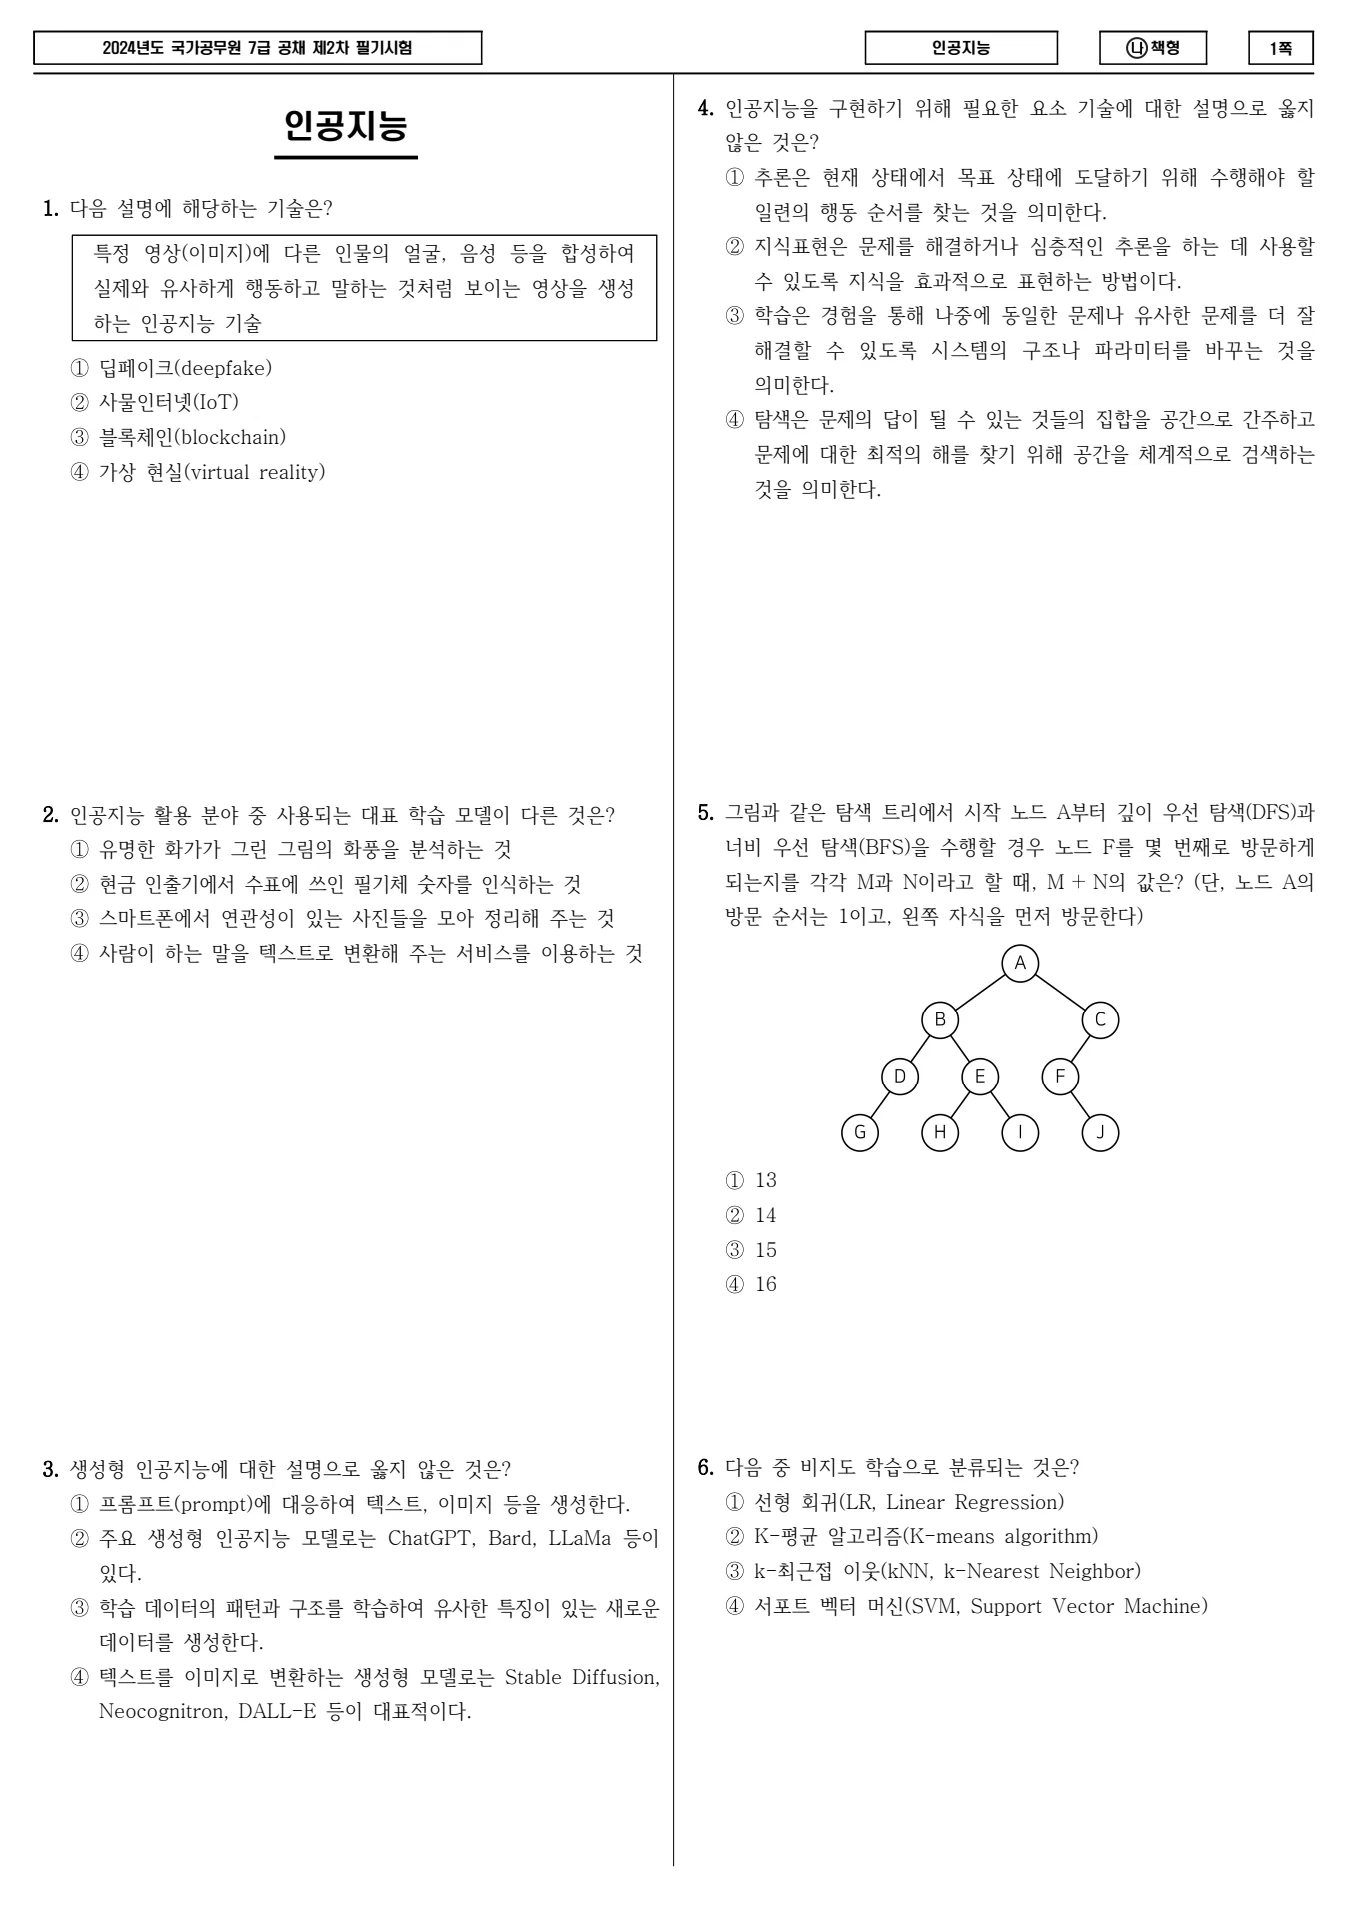 2024년도 국가공무원 7급 공채 제2차 필기시험
인공지능
㉯책형
1쪽
인공지능
1. 다음 설명에 해당하는 기술은?
특정 영상(이미지)에 다른 인물의 얼굴, 음성 등을 합성하여
실제와 유사하게 행동하고 말하는 것처럼 보이는 영상을 생성
하는 인공지능 기술
① 딥페이크(deepfake)
② 사물인터넷(IoT)
③ 블록체인(blockchain)
④ 가상 현실(virtual reality)
2. 인공지능 활용 분야 중 사용되는 대표 학습 모델이 다른 것은?
① 유명한 화가가 그린 그림의 화풍을 분석하는 것
② 현금 인출기에서 수표에 쓰인 필기체 숫자를 인식하는 것
③ 스마트폰에서 연관성이 있는 사진들을 모아 정리해 주는 것
④ 사람이 하는 말을 텍스트로 변환해 주는 서비스를 이용하는 것
3. 생성형 인공지능에 대한 설명으로 옳지 않은 것은?
① 프롬프트(prompt)에 대응하여 텍스트, 이미지 등을 생성한다.
② 주요 생성형 인공지능 모델로는 ChatGPT, Bard, LLaMa 등이
있다.
③ 학습 데이터의 패턴과 구조를 학습하여 유사한 특징이 있는 새로운
데이터를 생성한다.
④ 텍스트를 이미지로 변환하는 생성형 모델로는 Stable Diffusion,
Neocognitron, DALL-E 등이 대표적이다.
4. 인공지능을 구현하기 위해 필요한 요소 기술에 대한 설명으로 옳지
않은 것은?
① 추론은 현재 상태에서 목표 상태에 도달하기 위해 수행해야 할
일련의 행동 순서를 찾는 것을 의미한다.
② 지식표현은 문제를 해결하거나 심층적인 추론을 하는 데 사용할
수 있도록 지식을 효과적으로 표현하는 방법이다.
③ 학습은 경험을 통해 나중에 동일한 문제나 유사한 문제를 더 잘
해결할 수 있도록 시스템의 구조나 파라미터를 바꾸는 것을
의미한다.
④ 탐색은 문제의 답이 될 수 있는 것들의 집합을 공간으로 간주하고
문제에 대한 최적의 해를 찾기 위해 공간을 체계적으로 검색하는
것을 의미한다.
5. 그림과 같은 탐색 트리에서 시작 노드 A부터 깊이 우선 탐색(DFS)과
너비 우선 탐색(BFS)을 수행할 경우 노드 F를 몇 번째로 방문하게
되는지를 각각 M과 N이라고 할 때, M + N의 값은? (단, 노드 A의
방문 순서는 1이고, 왼쪽 자식을 먼저 방문한다)
A
B C
D E F
G H I J
① 13
② 14
③ 15
④ 16
6. 다음 중 비지도 학습으로 분류되는 것은?
① 선형 회귀(LR, Linear Regression)
② K-평균 알고리즘(K-means algorithm)
③ k-최근접 이웃(kNN, k-Nearest Neighbor)
④ 서포트 벡터 머신(SVM, Support Vector Machine)